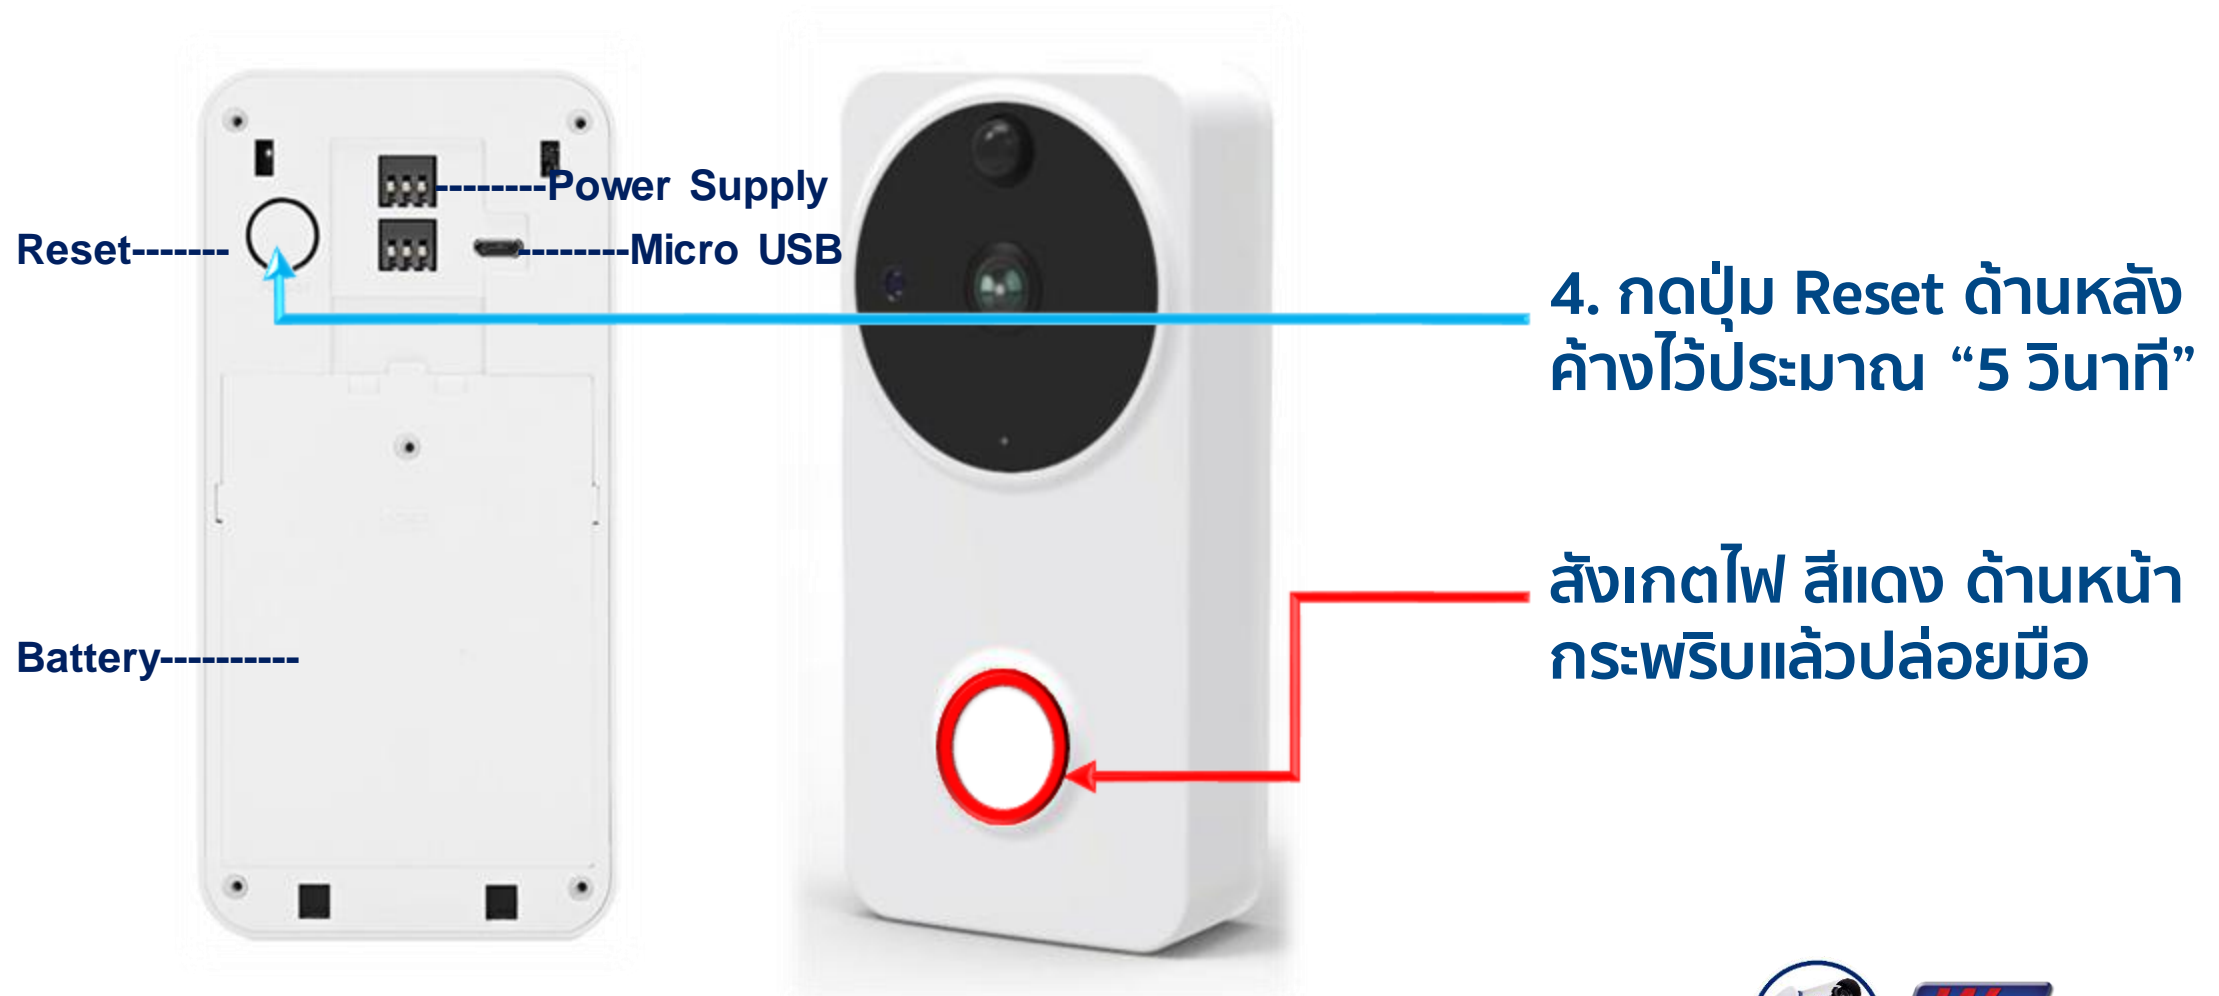 Power Supply
Reset
Micro USB
4. กดปุ่ม Reset ด้านหลัง
ค้างไว้ประมาณ “5 วินาที”
สังเกตไฟ สีแดง ด้านหน้า
กระพริบแล้วปล่อยมือ
Battery